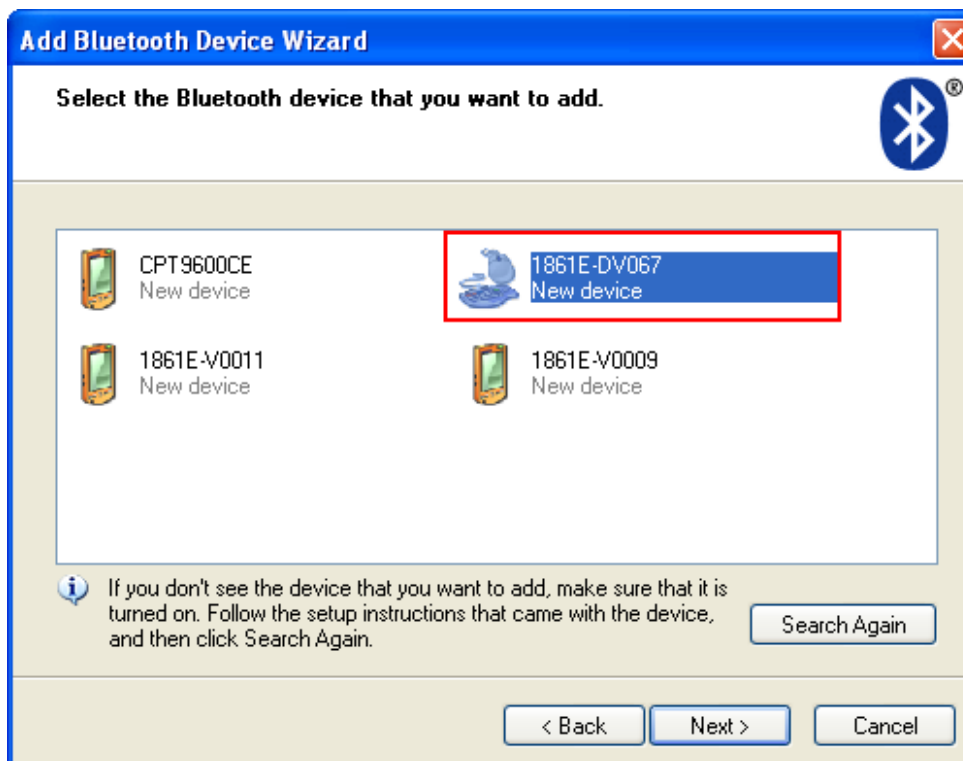 Add Bluetooth Device Wizard
Select the Bluetooth device that you want to add.
®
CPT9600CE
New device
1861E-DV067
New device
1861E-V0011
New device
1861E-V0009
New device
If you don't see the device that you want to add, make sure that it is
turned on. Follow the setup instructions that came with the device,
and then click Search Again.
Search Again
< Back
Next >
Cancel